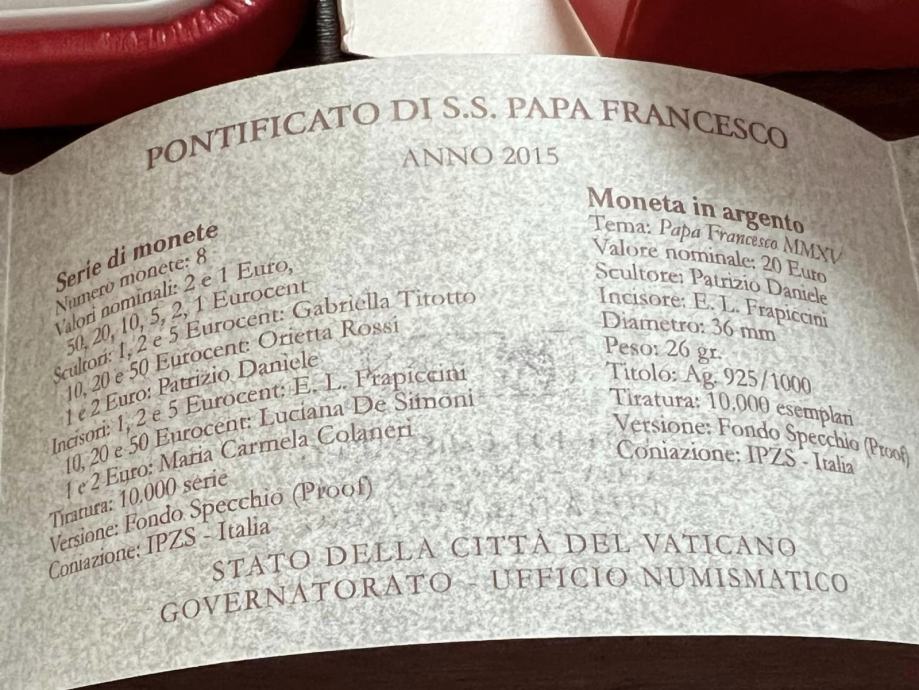 PONTIFICATO DI S.S. PAPA FRANCESCO
ANNO 2015
Serie di monete
Numero monete: 8
Valori nominali: 2 e 1 Euro,
50, 20, 10, 5, 2, 1 Eurocent
Scultori: 1, 2 e 5 Eurocent: Gabriella Titotto
10, 20 e 50 Eurocent: Orietta Rossi
1 e 2 Euro: Patrizio Daniele
Incisori: 1, 2 e 5 Eurocent: E. L. Frapiccini
10, 20 e 50 Eurocent: Luciana De Simoni
1 e 2 Euro: Maria Carmela Colaneri
Tiratura: 10.000 serie
Versione: Fondo Specchio (Proof)
Coniazione: IPZS - Italia
Moneta in argento
Tema: Papa Francesco MMXV
Valore nominale: 20 Euro
Scultore: Patrizio Daniele
Incisore: E. L. Frapiccini
Diametro: 36 mm
Peso: 26 gr.
Titolo: Ag. 925/1000
Tiratura: 10.000 esemplari
Versione: Fondo Specchio (Proof)
Coniazione: IPZS - Italia
STATO DELLA CITTÀ DEL VATICANO
GOVERNATORATO - UFFICIO NUMISMATICO